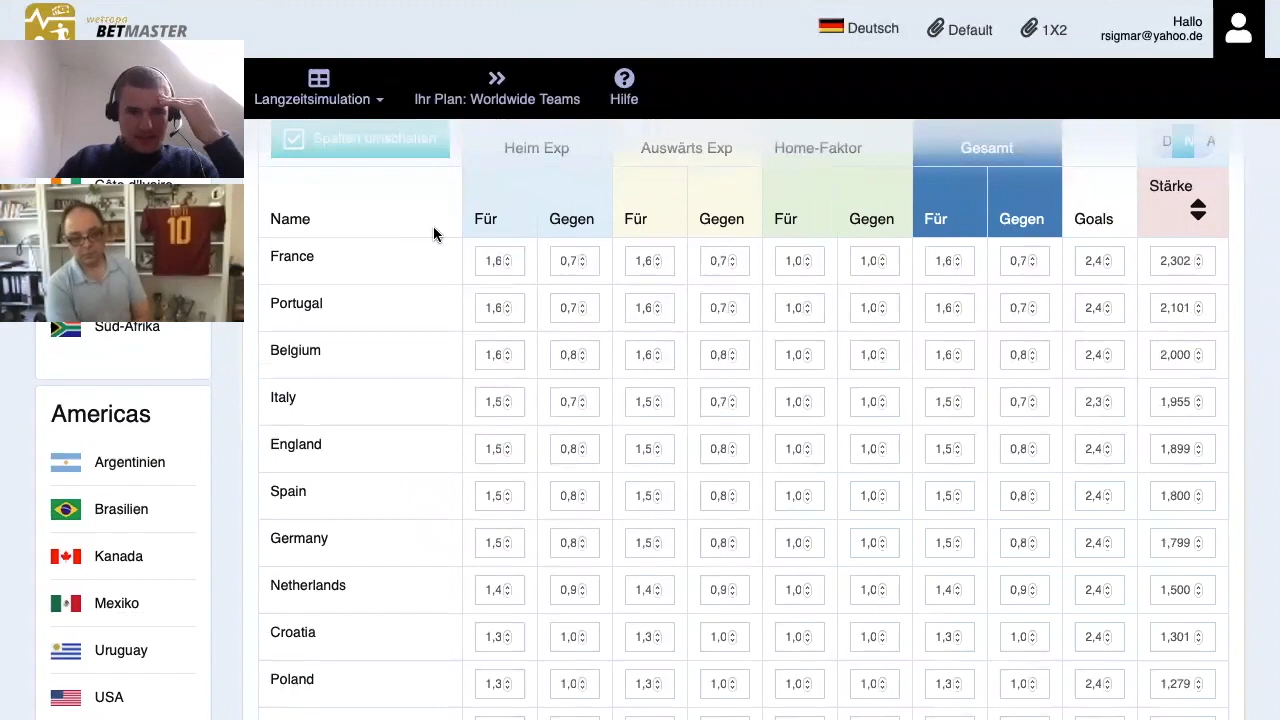 wettopa
BETMASTER
Deutsch
Default
1X2
Hallo
rsigmar@yahoo.de
Langzeitsimulation
Ihr Plan: Worldwide Teams
Hilfe
Spalten umschalten
Heim Exp
Auswärts Exp
Home-Faktor
Gesamt
D N A
Name Für Gegen Für Gegen Für Gegen Für Gegen Goals Stärke
France 1,6 0,7 1,6 0,7 1,0 1,0 1,6 0,7 2,4 2,302
Portugal 1,6 0,7 1,6 0,7 1,0 1,0 1,6 0,7 2,4 2,101
Belgium 1,6 0,8 1,6 0,8 1,0 1,0 1,6 0,8 2,4 2,000
Italy 1,5 0,7 1,5 0,7 1,0 1,0 1,5 0,7 2,3 1,955
England 1,5 0,8 1,5 0,8 1,0 1,0 1,5 0,8 2,4 1,899
Spain 1,5 0,8 1,5 0,8 1,0 1,0 1,5 0,8 2,4 1,800
Germany 1,5 0,8 1,5 0,8 1,0 1,0 1,5 0,8 2,4 1,799
Netherlands 1,4 0,9 1,4 0,9 1,0 1,0 1,4 0,9 2,4 1,500
Croatia 1,3 1,0 1,3 1,0 1,0 1,0 1,3 1,0 2,4 1,301
Poland 1,3 1,0 1,3 1,0 1,0 1,0 1,3 1,0 2,4 1,279
10
Süd-Afrika
Americas
Argentinien
Brasilien
Kanada
Mexiko
Uruguay
USA